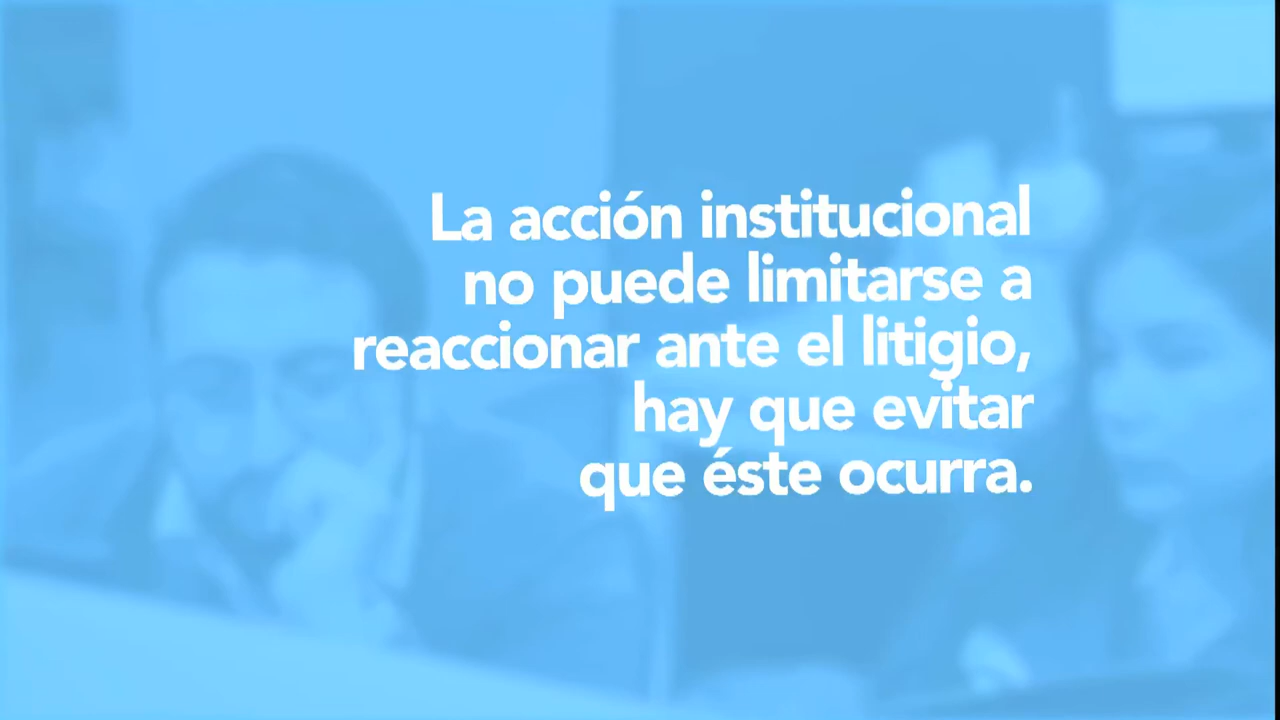 La acción institucional
no puede limitarse a
reaccionar ante el litigio,
hay que evitar
que éste ocurra.